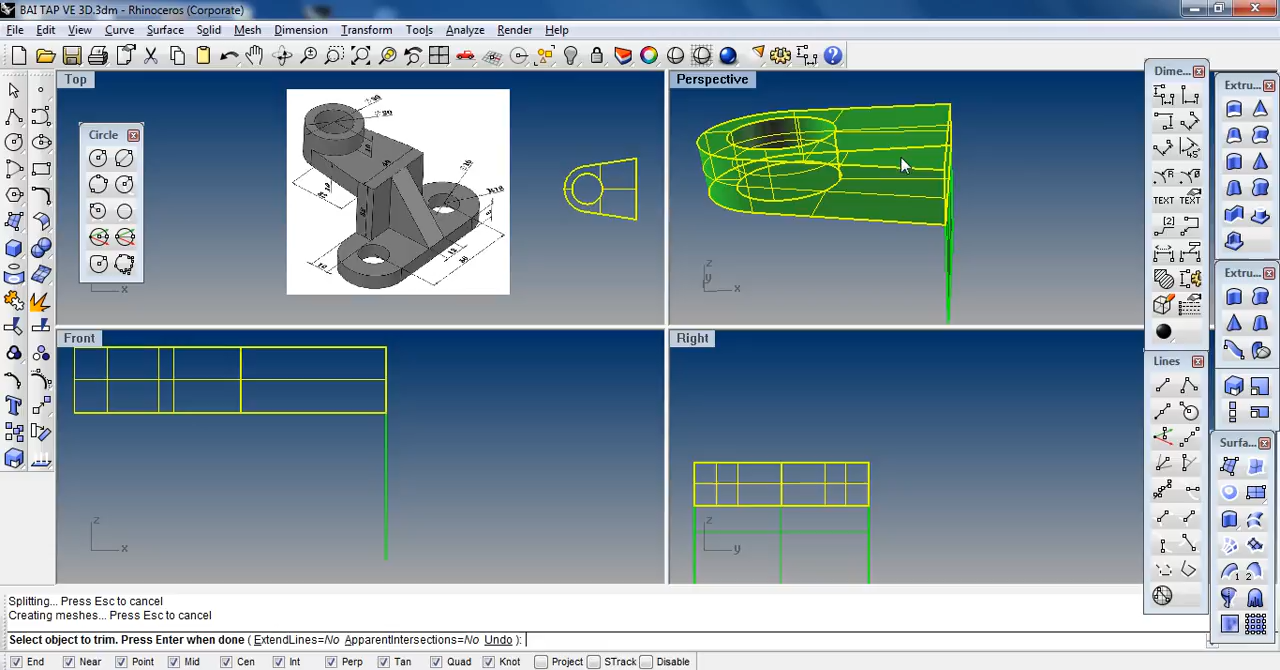 BAI TAP VE 3D.3dm - Rhinoceros (Corporate)
File Edit View Curve Surface Solid Mesh Dimension Transform Tools Analyze Render Help
Top
Perspective
Dime...
Extru...
Circle
45°
TEXT TEXT
Extru...
x
z
y
x
Front
Right
Lines
Surfa...
z
x
z
y
Splitting... Press Esc to cancel
Creating meshes... Press Esc to cancel
Select object to trim. Press Enter when done ( ExtendLines=No ApparentIntersections=No Undo ):
End Near Point Mid Cen Int Perp Tan Quad Knot Project STrack Disable